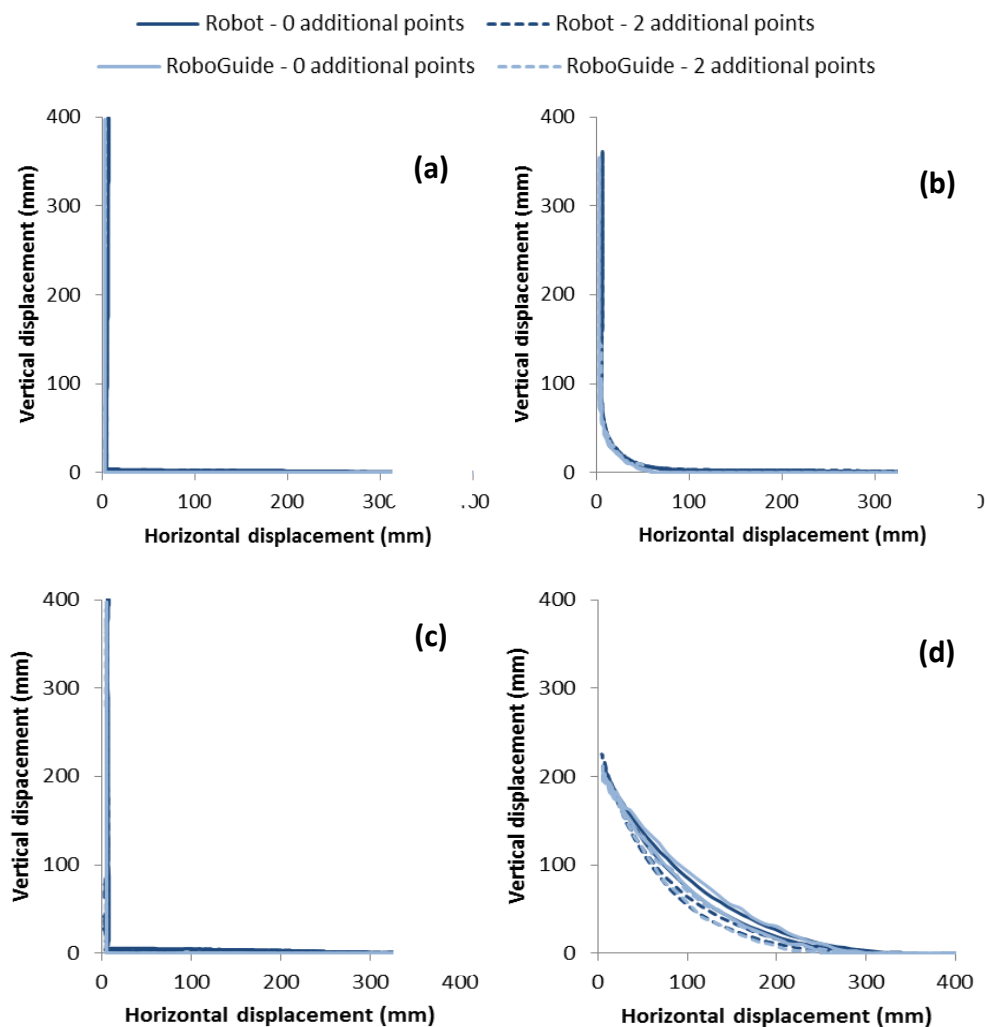 Robot - 0 additional points Robot - 2 additional points
RoboGuide - 0 additional points RoboGuide - 2 additional points
400
300
200
100
0
Vertical displacement (mm)
(a)
0 100 200 300 .00
Horizontal displacement (mm)
400
300
200
100
0
Vertical displacement (mm)
(b)
0 100 200 300
Horizontal displacement (mm)
400
300
200
100
0
Vertical dispacement (mm)
(c)
0 100 200 300 400
Horizontal displacement (mm)
400
300
200
100
0
Vertical displacement (mm)
(d)
0 100 200 300 400
Horizontal displacement (mm)